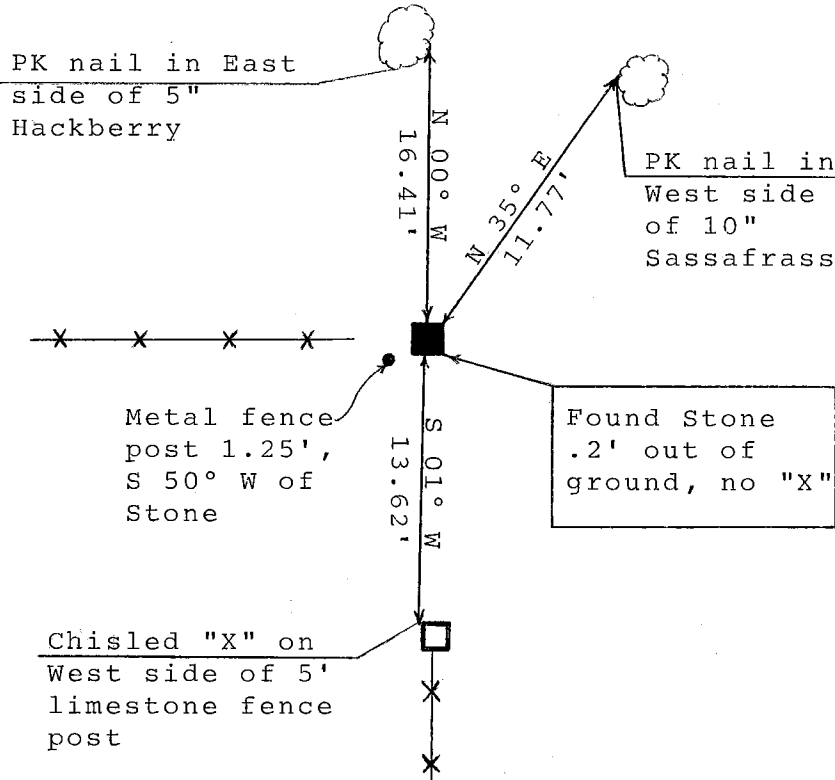 PK nail in East
side of 5"
Hackberry
N 00° W
16.41'
N 35° E
11.77'
PK nail in
West side
of 10"
Sassafrass
Metal fence
post 1.25',
S 50° W of
Stone
S 01° W
13.62'
Found Stone
.2' out of
ground, no "X"
Chisled "X" on
West side of 5'
limestone fence
post